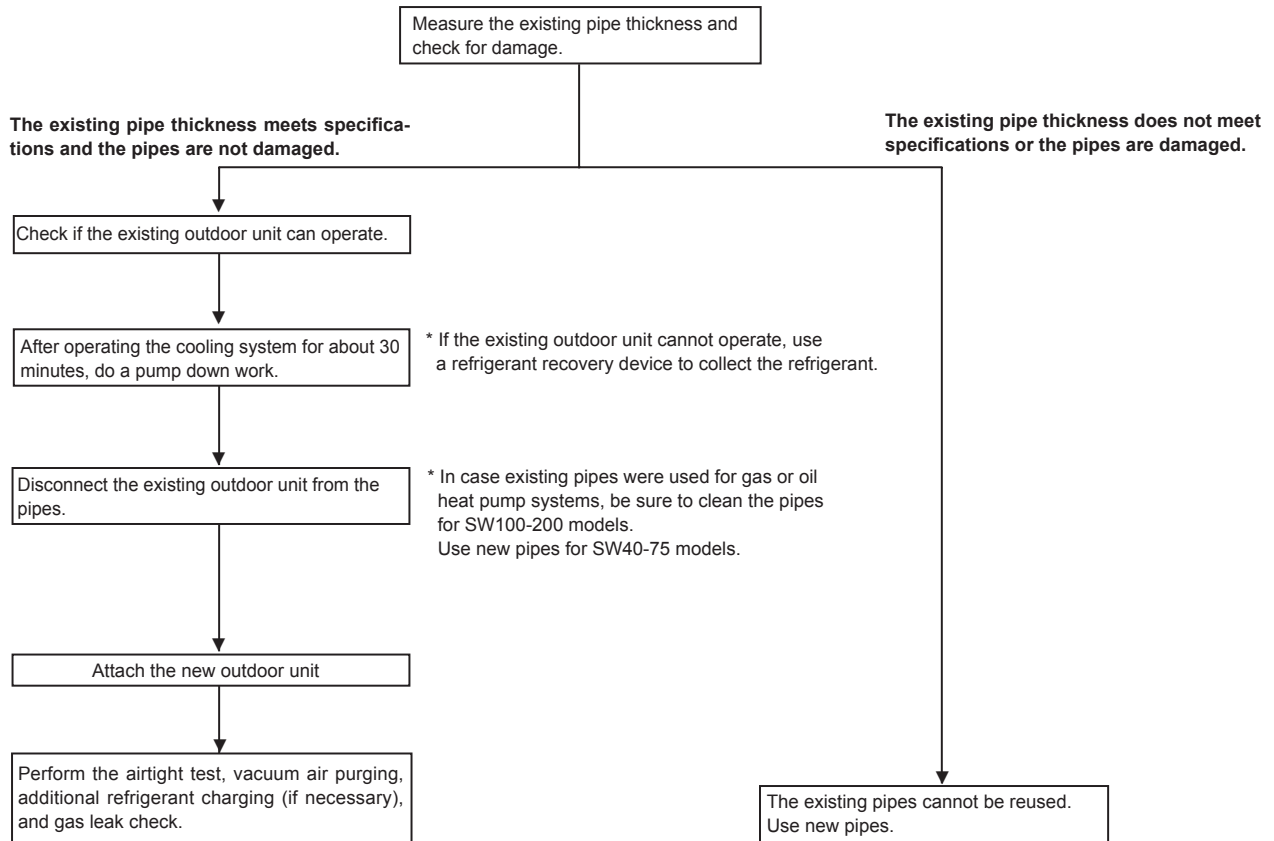 Measure the existing pipe thickness and
check for damage.
The existing pipe thickness meets specifica-
tions and the pipes are not damaged.
The existing pipe thickness does not meet
specifications or the pipes are damaged.
Check if the existing outdoor unit can operate.
After operating the cooling system for about 30
minutes, do a pump down work.
* If the existing outdoor unit cannot operate, use
a refrigerant recovery device to collect the refrigerant.
Disconnect the existing outdoor unit from the
pipes.
* In case existing pipes were used for gas or oil
heat pump systems, be sure to clean the pipes
for SW100-200 models.
Use new pipes for SW40-75 models.
Attach the new outdoor unit
Perform the airtight test, vacuum air purging,
additional refrigerant charging (if necessary),
and gas leak check.
The existing pipes cannot be reused.
Use new pipes.